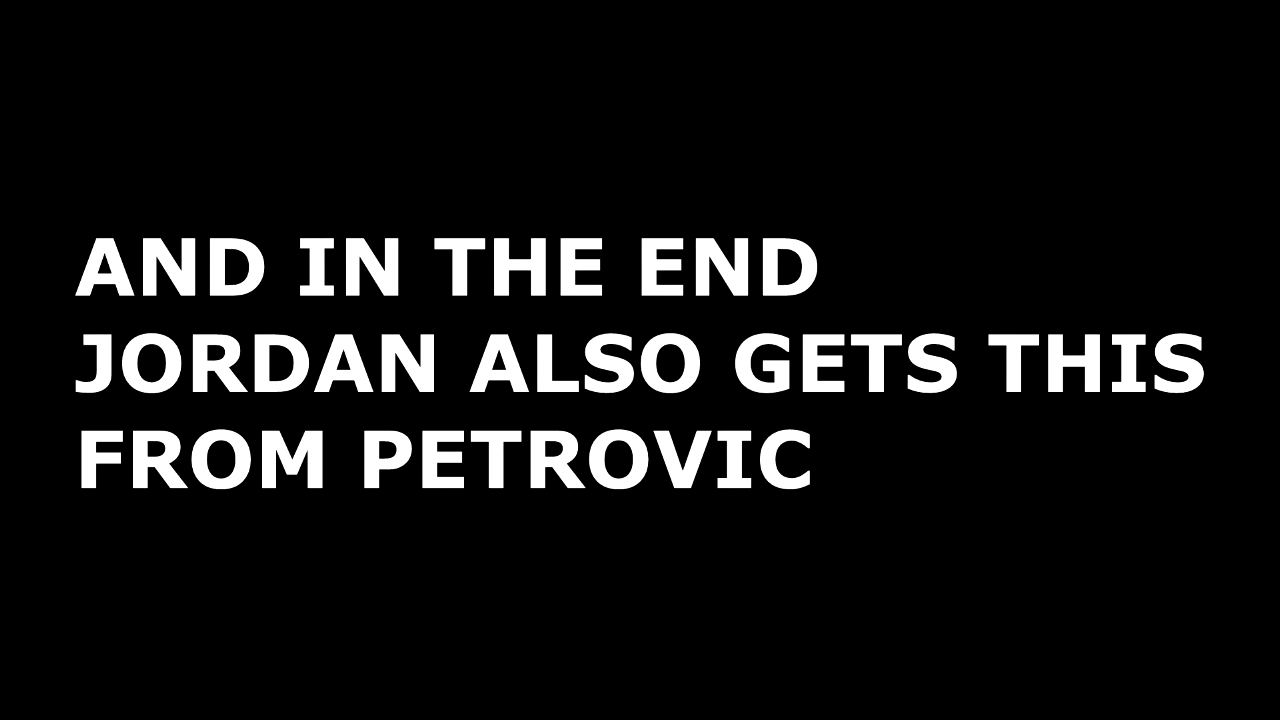 AND IN THE END
JORDAN ALSO GETS THIS
FROM PETROVIC